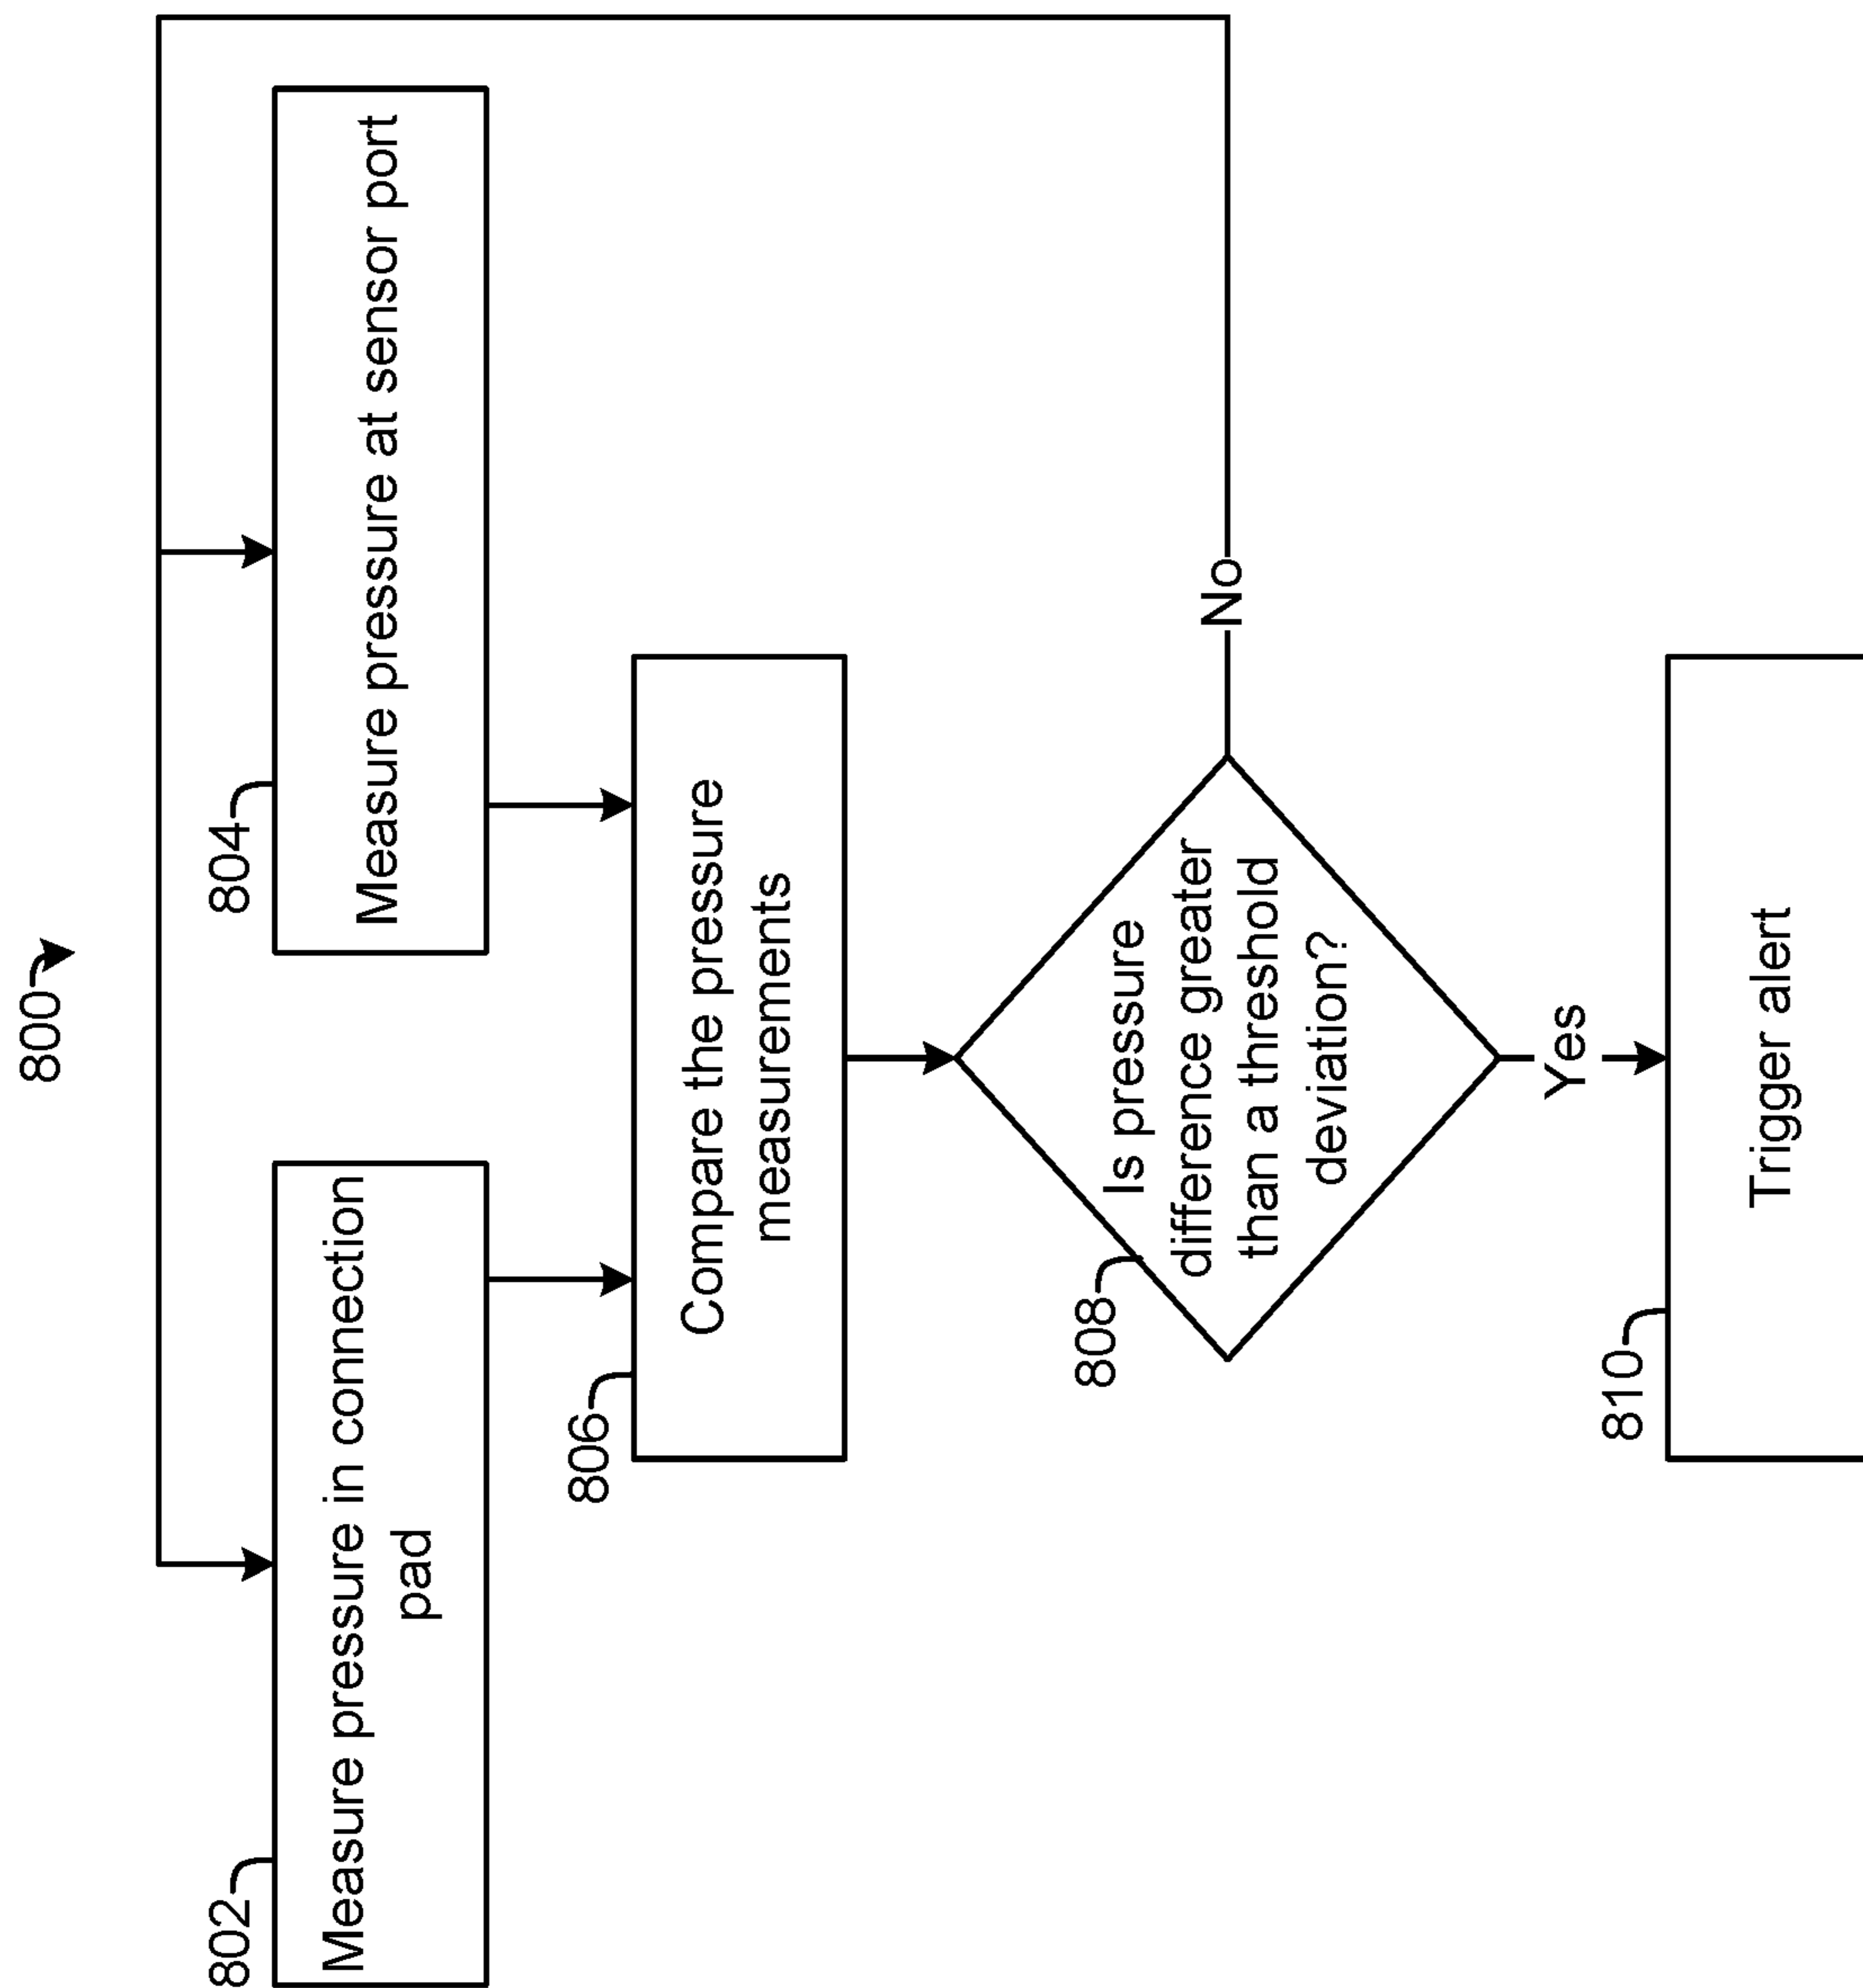 800
802
Measure pressure in connection
pad
804
Measure pressure at sensor port
806
Compare the pressure
measurements
808
Is pressure
difference greater
than a threshold
deviation?
No
Yes
810
Trigger alert